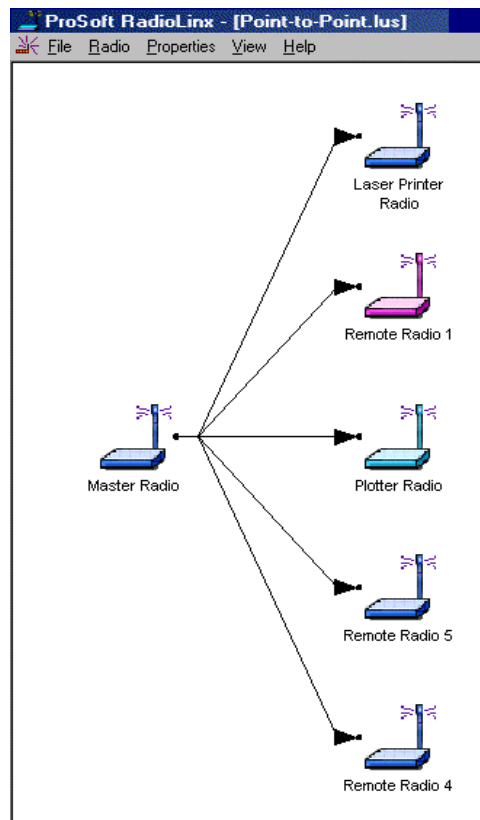 ProSoft RadioLinx - [Point-to-Point.lus]
File Radio Properties View Help
Laser Printer
Radio
Remote Radio 1
Master Radio
Plotter Radio
Remote Radio 5
Remote Radio 4